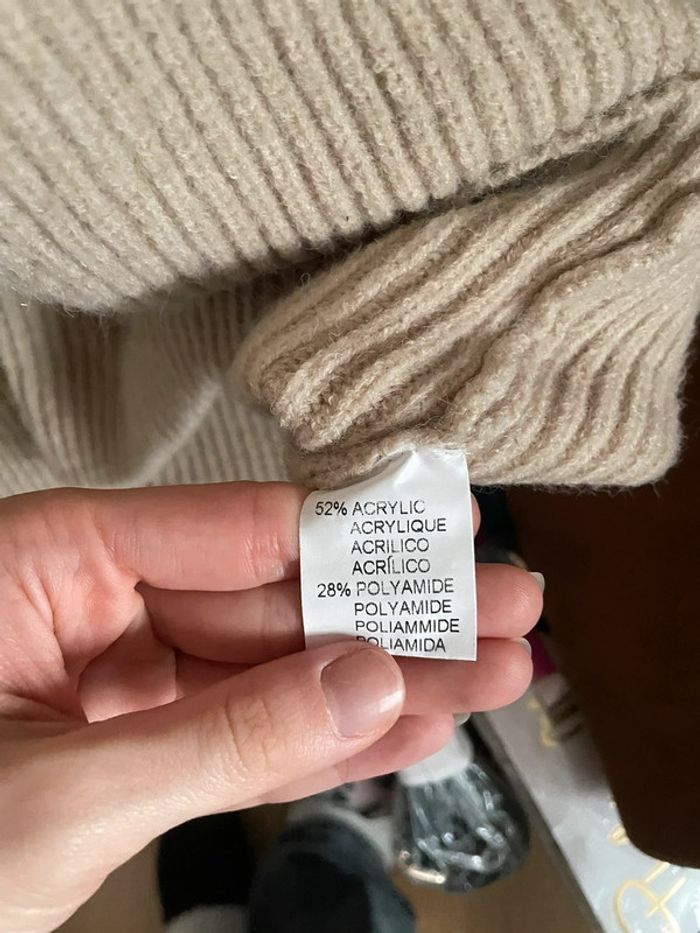 52% ACRYLIC
ACRYLIQUE
ACRILICO
ACRÍLICO
28% POLYAMIDE
POLYAMIDE
POLIAMMIDE
POLIAMIDA